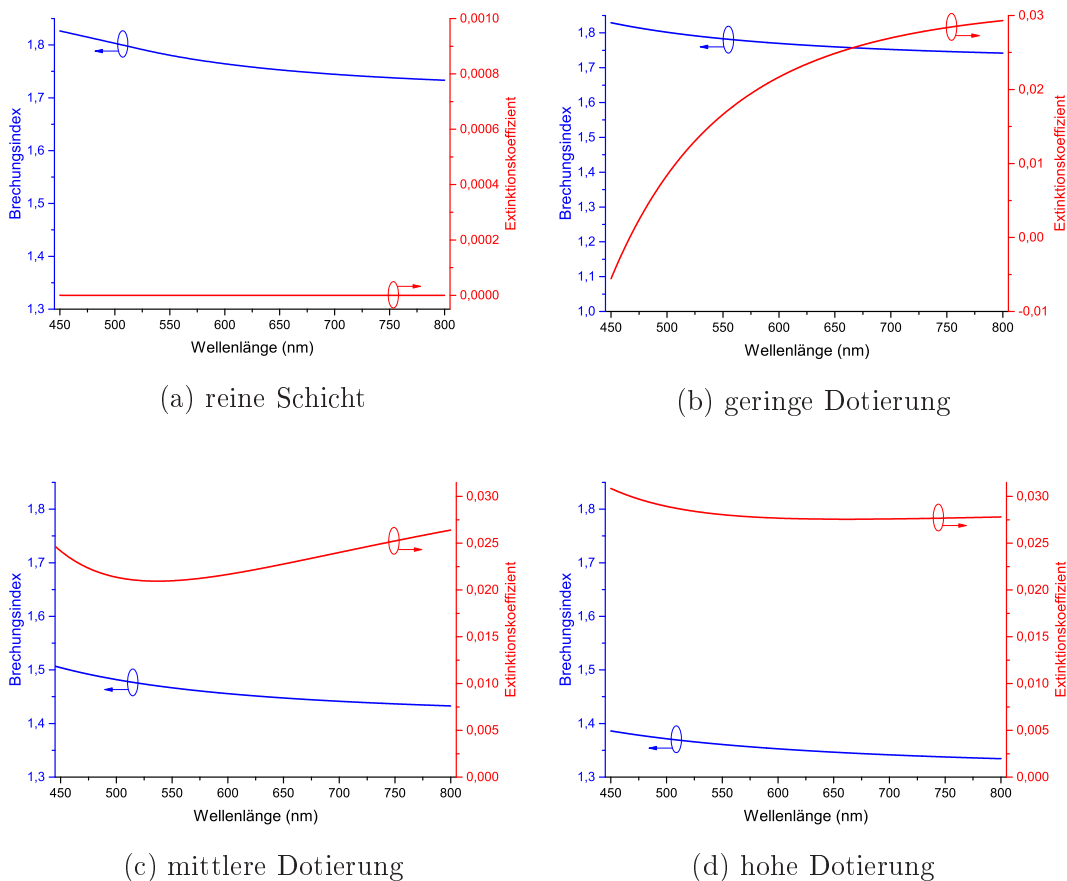 1,8
1,7
1,6
1,5
1,4
1,3
Brechungsindex
0,0010
0,0008
0,0006
0,0004
0,0002
0,0000
Extinktionskoeffizient
450 500 550 600 650 700 750 800
Wellenlänge (nm)
(a) reine Schicht
1,8
1,7
1,6
1,5
1,4
1,3
1,2
1,1
1,0
Brechungsindex
0,03
0,02
0,01
0,00
-0,01
Extinktionskoeffizient
450 500 550 600 650 700 750 800
Wellenlänge (nm)
(b) geringe Dotierung
1,8
1,7
1,6
1,5
1,4
1,3
Brechungsindex
0,030
0,025
0,020
0,015
0,010
0,005
0,000
Extinktionskoeffizient
450 500 550 600 650 700 750 800
Wellenlänge (nm)
(c) mittlere Dotierung
1,8
1,7
1,6
1,5
1,4
1,3
Brechungsindex
0,030
0,025
0,020
0,015
0,010
0,005
0,000
Extinktionskoeffizient
450 500 550 600 650 700 750 800
Wellenlänge (nm)
(d) hohe Dotierung